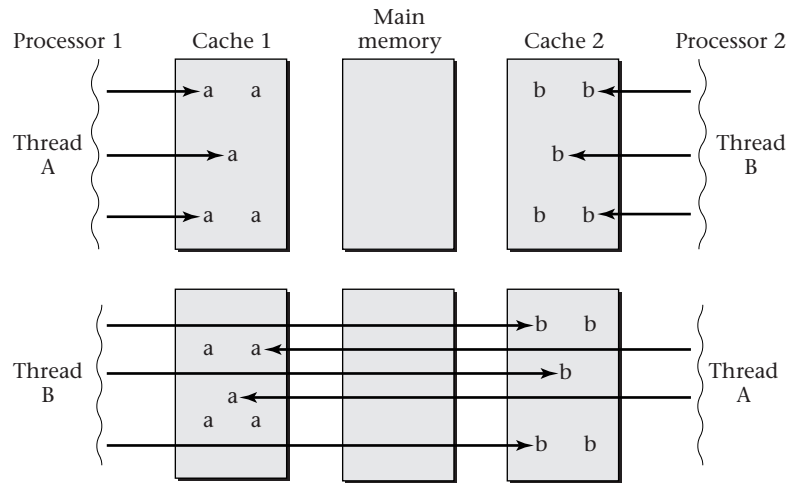 Processor 1 Cache 1 Main memory Cache 2 Processor 2
a a b b
Thread A a b Thread B
a a b b
b b
a a
Thread B b Thread A
a
a a
b b